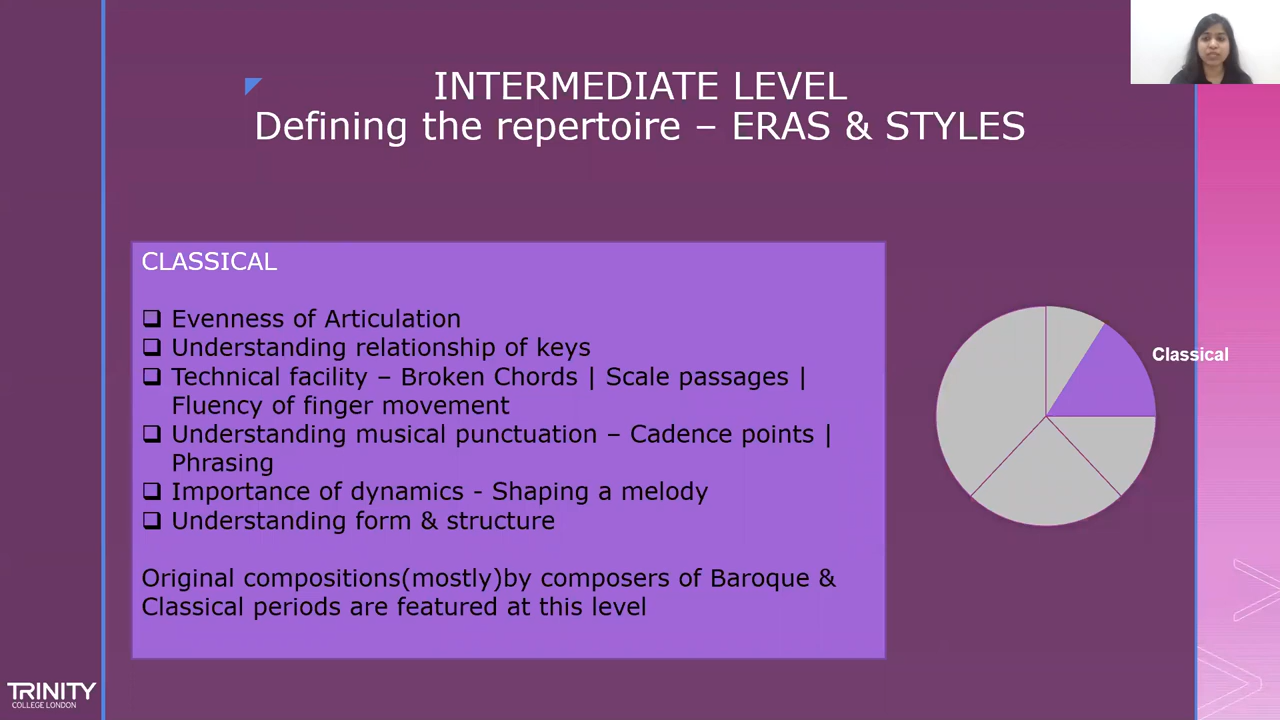 INTERMEDIATE LEVEL
Defining the repertoire – ERAS & STYLES
CLASSICAL
❑ Evenness of Articulation
❑ Understanding relationship of keys
❑ Technical facility – Broken Chords | Scale passages |
Fluency of finger movement
❑ Understanding musical punctuation – Cadence points |
Phrasing
❑ Importance of dynamics - Shaping a melody
❑ Understanding form & structure
Original compositions(mostly)by composers of Baroque &
Classical periods are featured at this level
Classical
TRINITY
COLLEGE LONDON